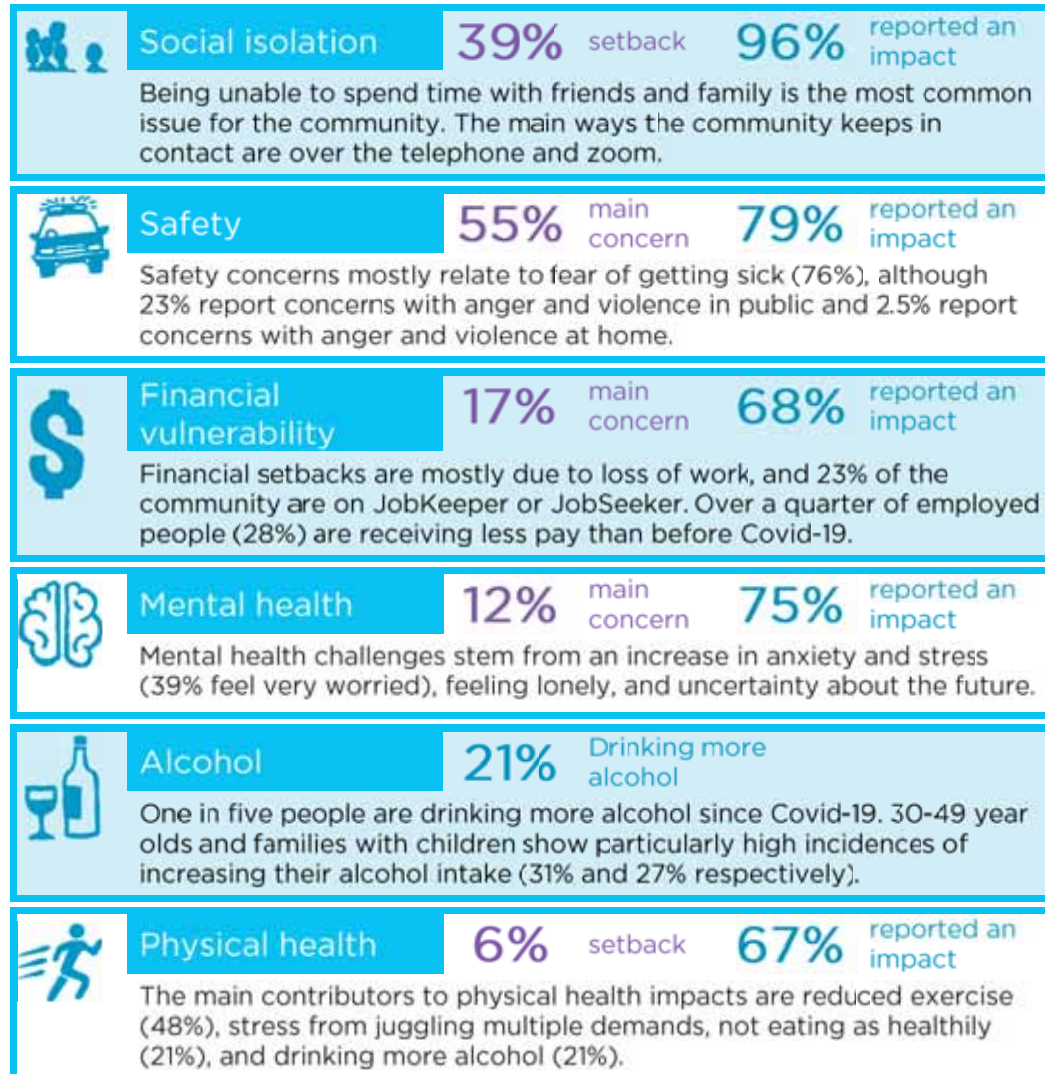 Social isolation 39% setback 96% reported an impact
Being unable to spend time with friends and family is the most common
issue for the community. The main ways the community keeps in
contact are over the telephone and zoom.
Safety 55% main concern 79% reported an impact
Safety concerns mostly relate to fear of getting sick (76%), although
23% report concerns with anger and violence in public and 2.5% report
concerns with anger and violence at home.
Financial vulnerability 17% main concern 68% reported an impact
Financial setbacks are mostly due to loss of work, and 23% of the
community are on JobKeeper or JobSeeker. Over a quarter of employed
people (28%) are receiving less pay than before Covid-19.
Mental health 12% main concern 75% reported an impact
Mental health challenges stem from an increase in anxiety and stress
(39% feel very worried), feeling lonely, and uncertainty about the future.
Alcohol 21% Drinking more alcohol
One in five people are drinking more alcohol since Covid-19. 30-49 year
olds and families with children show particularly high incidences of
increasing their alcohol intake (31% and 27% respectively).
Physical health 6% setback 67% reported an impact
The main contributors to physical health impacts are reduced exercise
(48%), stress from juggling multiple demands, not eating as healthily
(21%), and drinking more alcohol (21%).